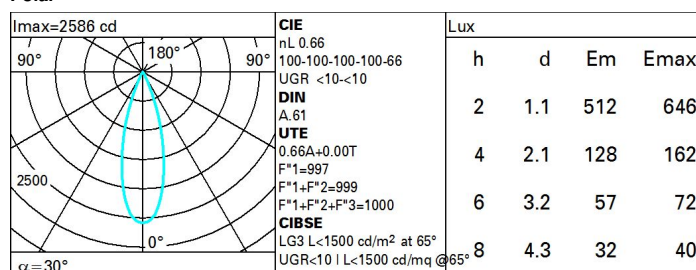 Imax=2586 cd
90°
180°
90°
2500
0°
α=30°
CIE
nL 0.66
100-100-100-100-66
UGR <10-<10
DIN
A.61
UTE
0.66A+0.00T
F"1=997
F"1+F"2=999
F"1+F"2+F"3=1000
CIBSE
LG3 L<1500 cd/m² at 65°
UGR<10 | L<1500 cd/mq @65°
Lux
h d Em Emax
2 1.1 512 646
4 2.1 128 162
6 3.2 57 72
8 4.3 32 40